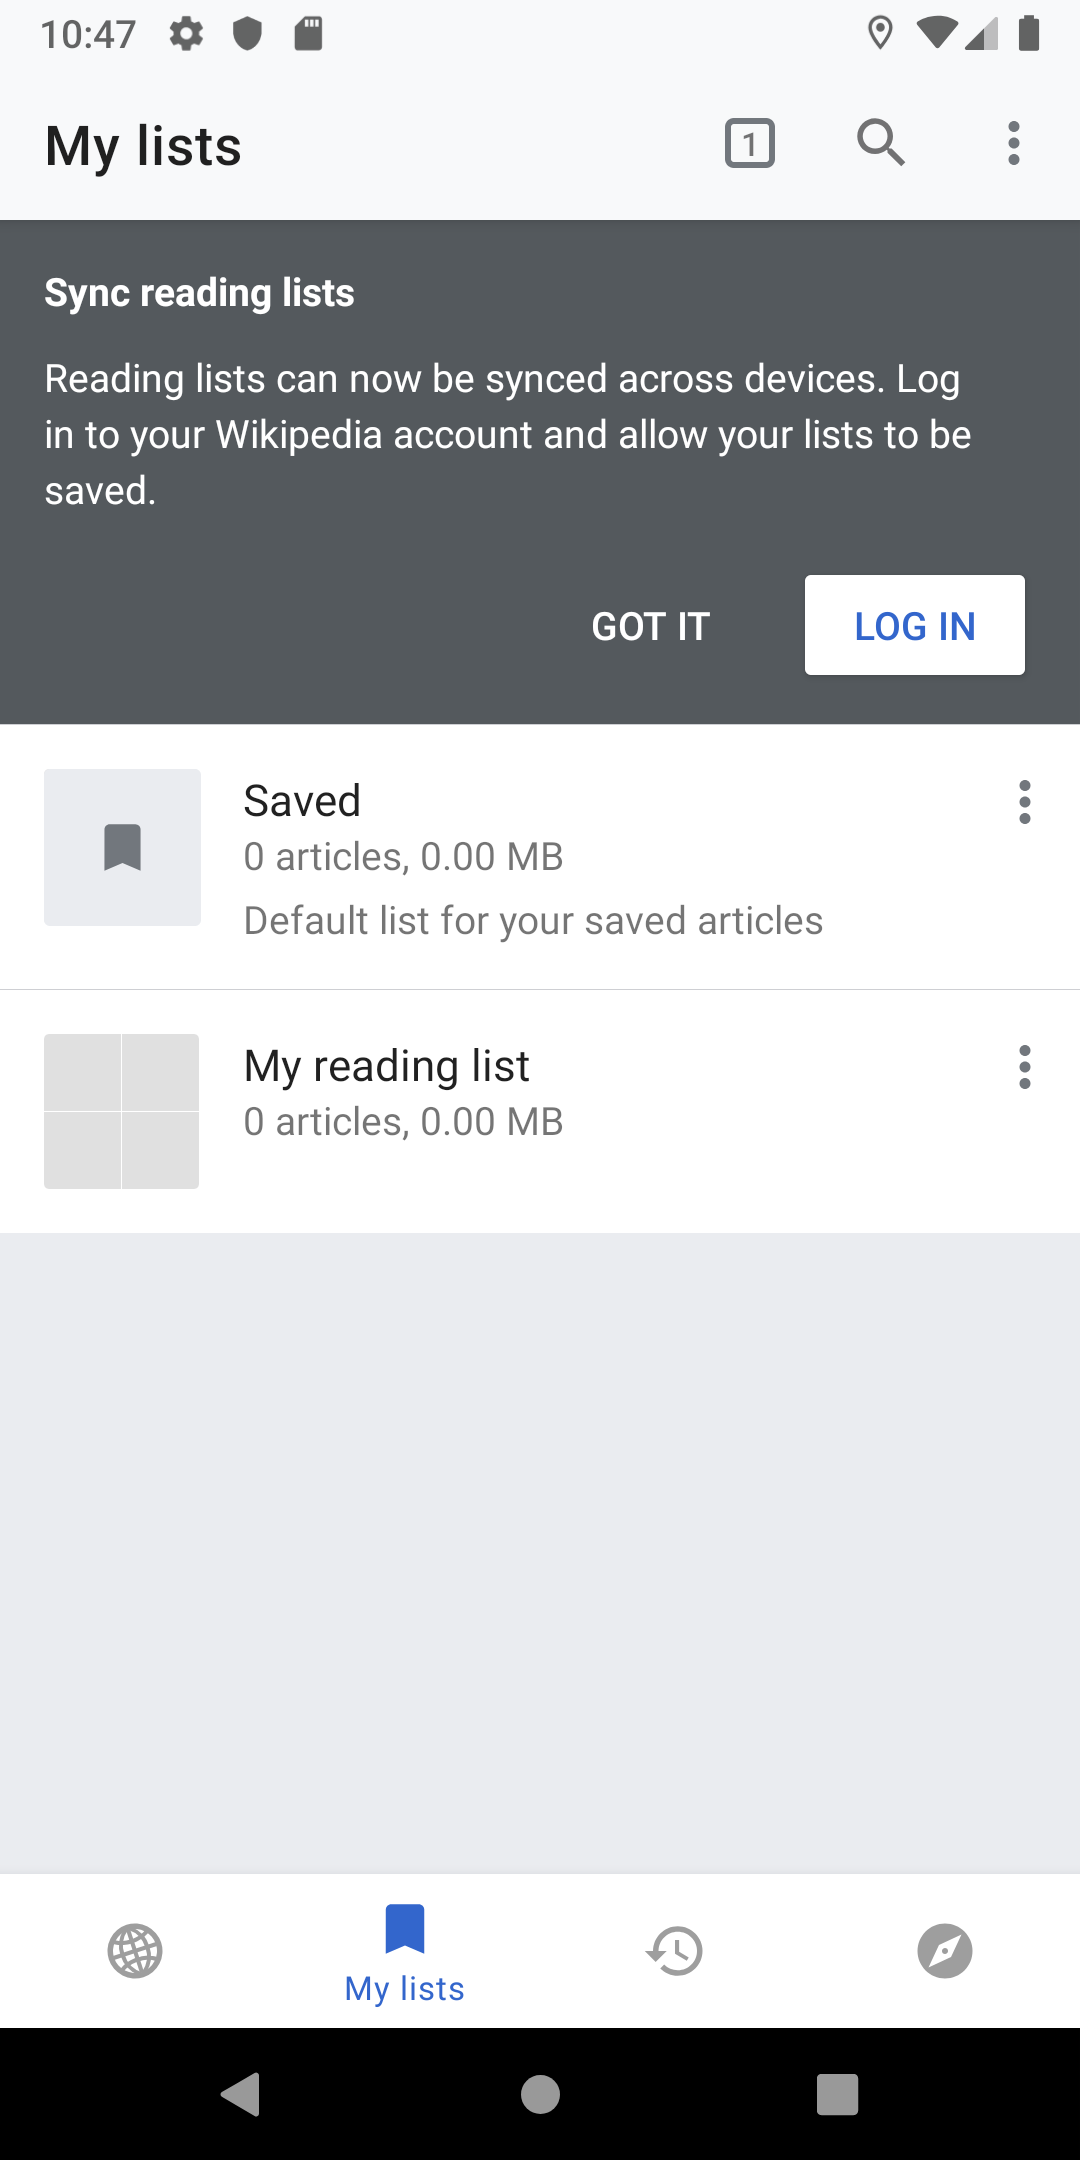 10:47
My lists
1
Sync reading lists
Reading lists can now be synced across devices. Log
in to your Wikipedia account and allow your lists to be
saved.
GOT IT
LOG IN
Saved
0 articles, 0.00 MB
Default list for your saved articles
My reading list
0 articles, 0.00 MB
My lists